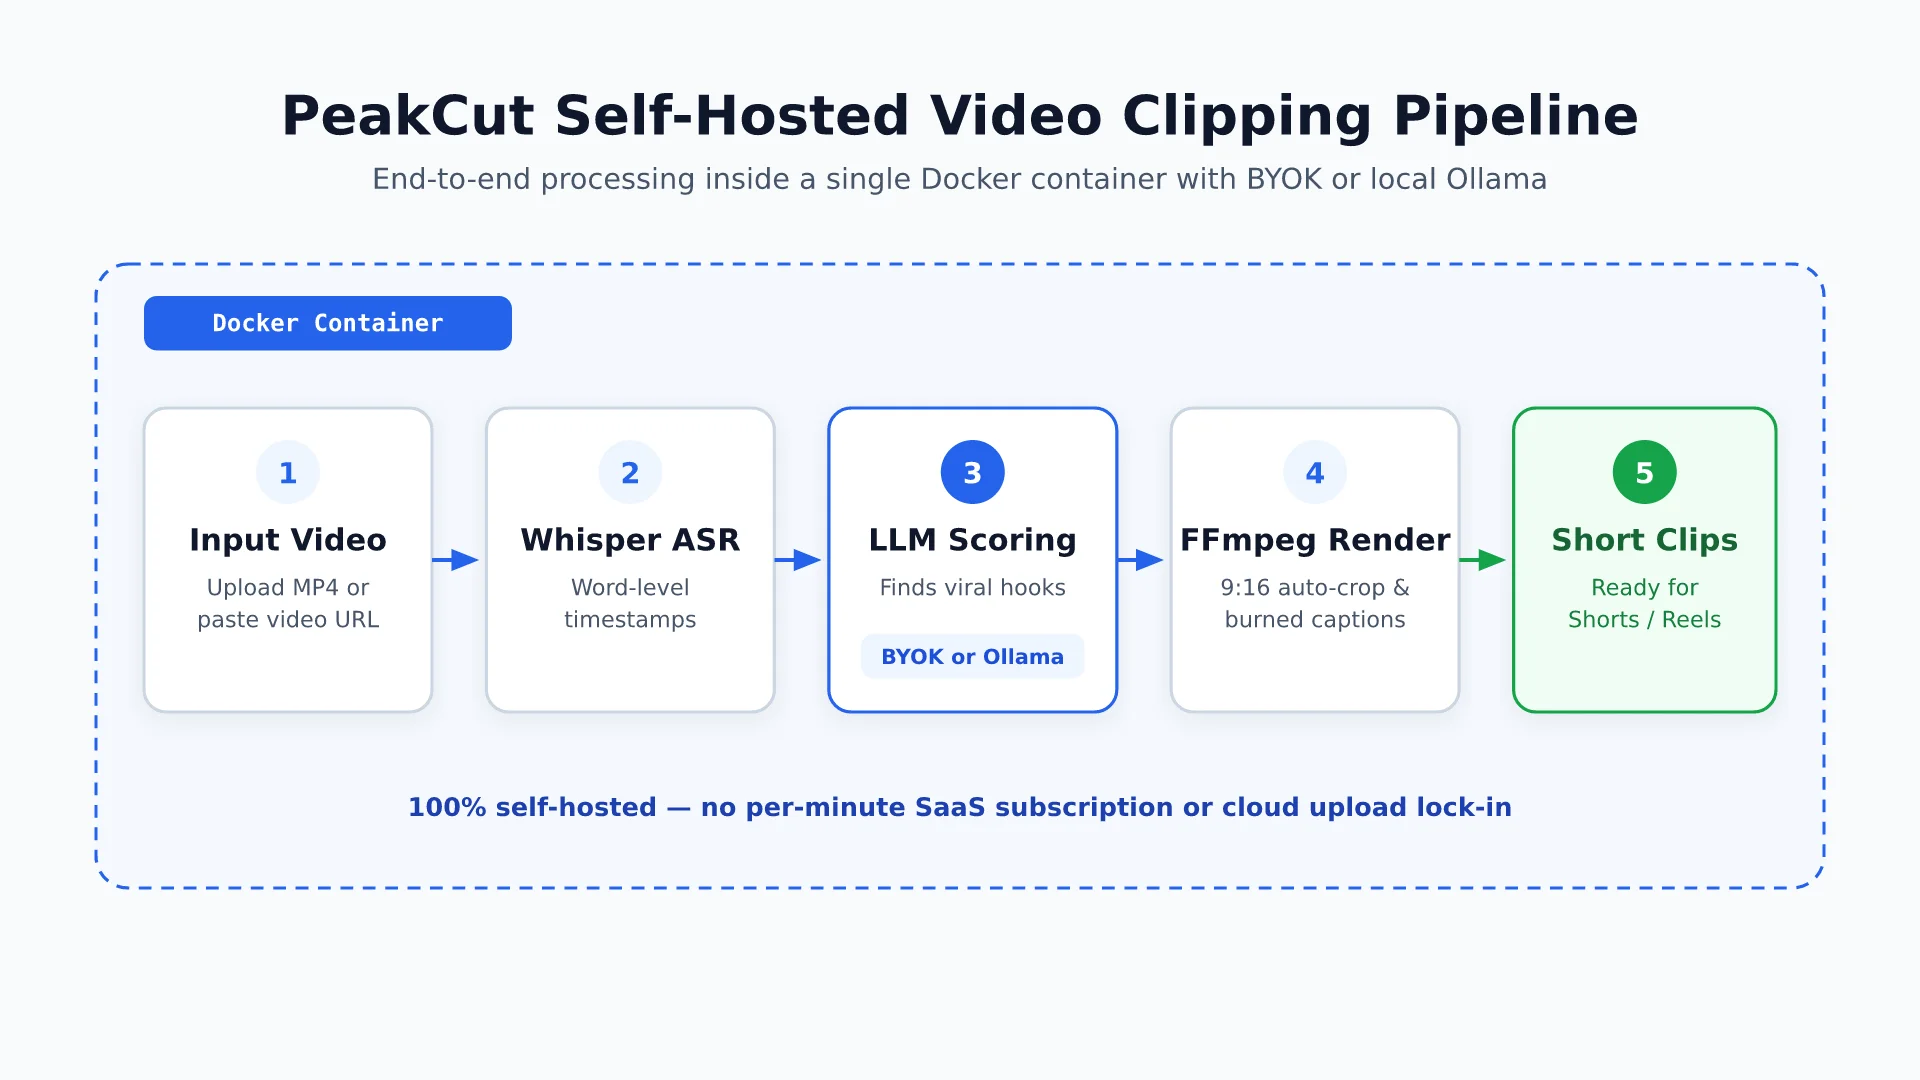 PeakCut Self-Hosted Video Clipping Pipeline
End-to-end processing inside a single Docker container with BYOK or local Ollama
Docker Container
1
Input Video
Upload MP4 or
paste video URL
2
Whisper ASR
Word-level
timestamps
3
LLM Scoring
Finds viral hooks
BYOK or Ollama
4
FFmpeg Render
9:16 auto-crop &
burned captions
5
Short Clips
Ready for
Shorts / Reels
100% self-hosted — no per-minute SaaS subscription or cloud upload lock-in